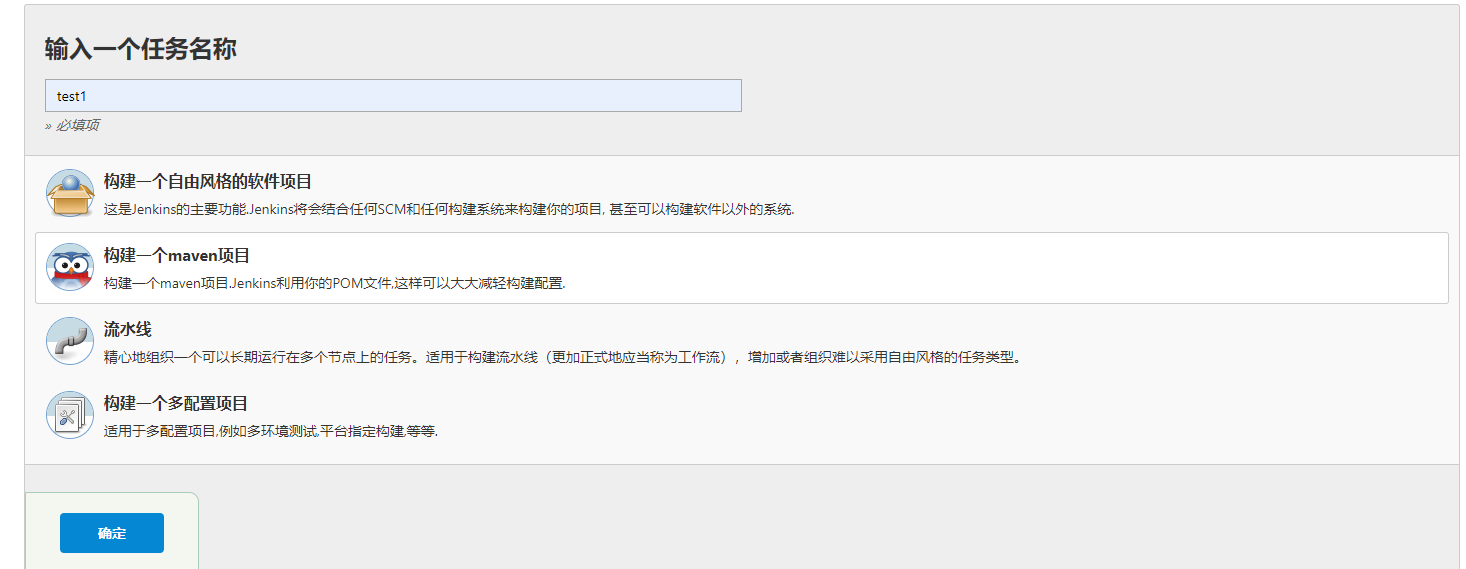 输入一个任务名称
test1
» 必填项
构建一个自由风格的软件项目
这是Jenkins的主要功能.Jenkins将会结合任何SCM和任何构建系统来构建你的项目, 甚至可以构建软件以外的系统.
构建一个maven项目
构建一个maven项目.Jenkins利用你的POM文件,这样可以大大减轻构建配置.
流水线
精心地组织一个可以长期运行在多个节点上的任务。适用于构建流水线（更加正式地应当称为工作流），增加或者组织难以采用自由风格的任务类型。
构建一个多配置项目
适用于多配置项目,例如多环境测试,平台指定构建,等等.
确定